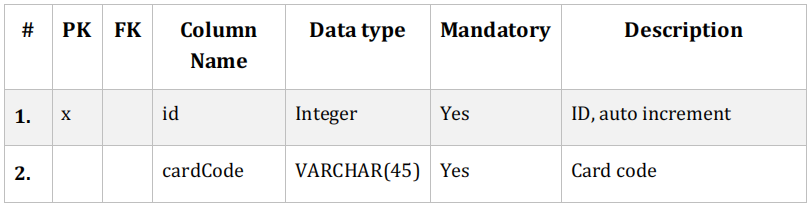 # PK FK Column Name Data type Mandatory Description
1. x id Integer Yes ID, auto increment
2. cardCode VARCHAR(45) Yes Card code